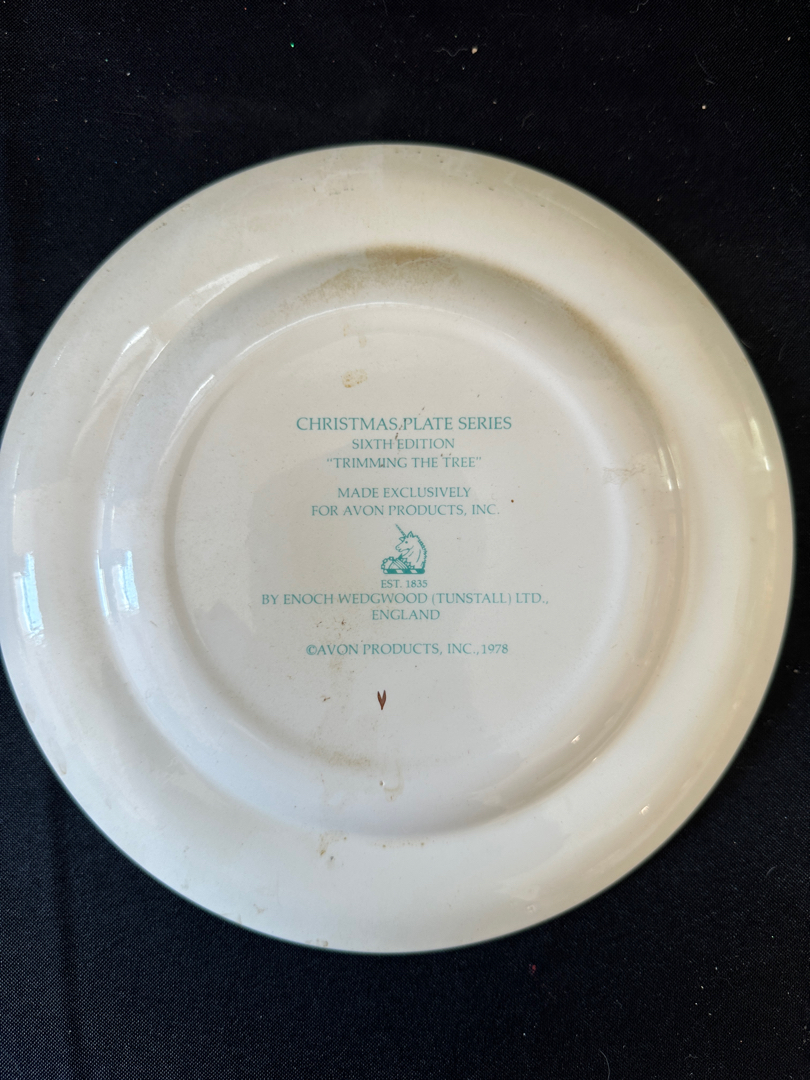 CHRISTMAS PLATE SERIES
SIXTH EDITION
"TRIMMING THE TREE"
MADE EXCLUSIVELY
FOR AVON PRODUCTS, INC.
EST. 1835
BY ENOCH WEDGWOOD (TUNSTALL) LTD.,
ENGLAND
©AVON PRODUCTS, INC., 1978